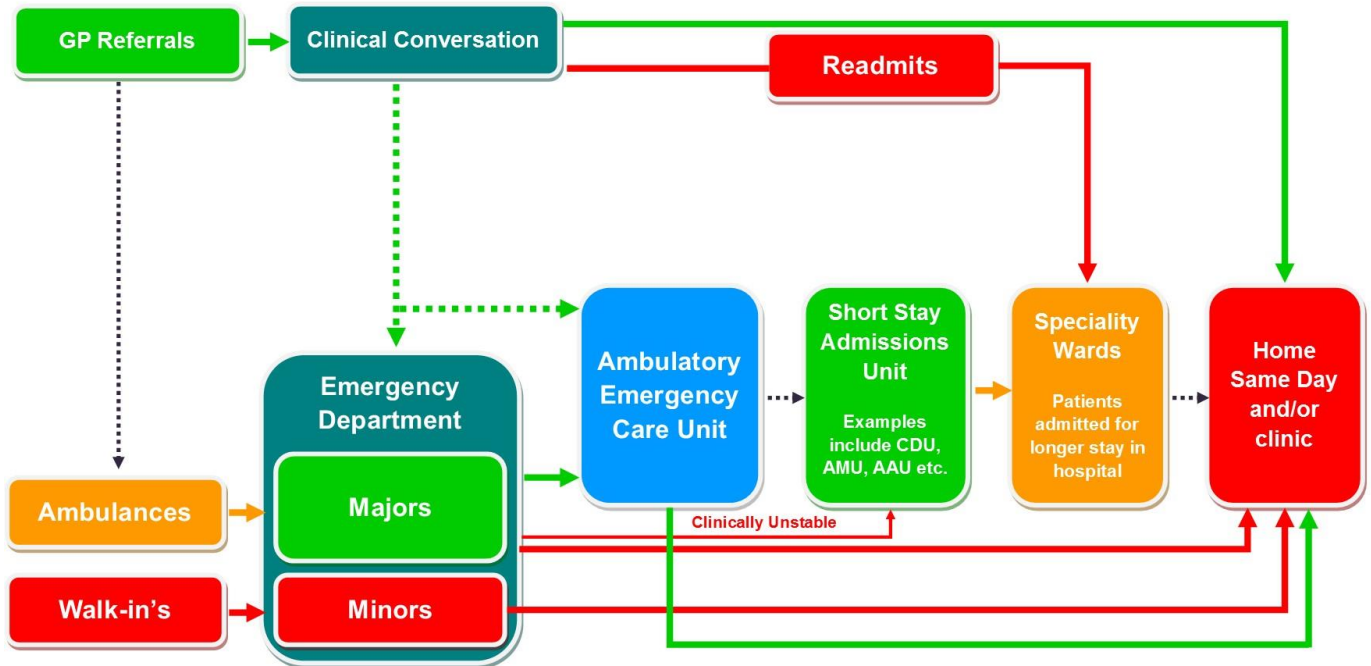 GP Referrals
Clinical Conversation
Readmits
Emergency
Department
Majors
Minors
Ambulances
Walk-in’s
Ambulatory
Emergency
Care Unit
Short Stay
Admissions
Unit
Examples
include CDU,
AMU, AAU etc.
Clinically Unstable
Speciality
Wards
Patients
admitted for
longer stay in
hospital
Home
Same Day
and/or
clinic